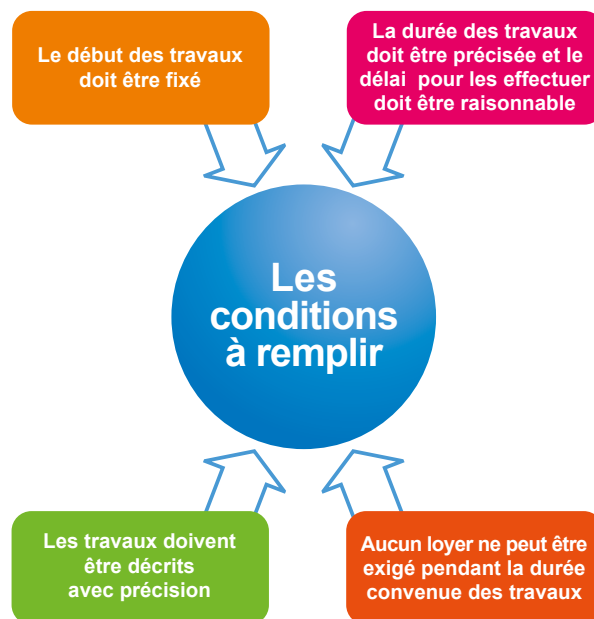 Le début des travaux
doit être fixé
La durée des travaux
doit être précisée et le
délai pour les effectuer
doit être raisonnable
Les
conditions
à remplir
Les travaux doivent
être décrits
avec précision
Aucun loyer ne peut être
exigé pendant la durée
convenue des travaux